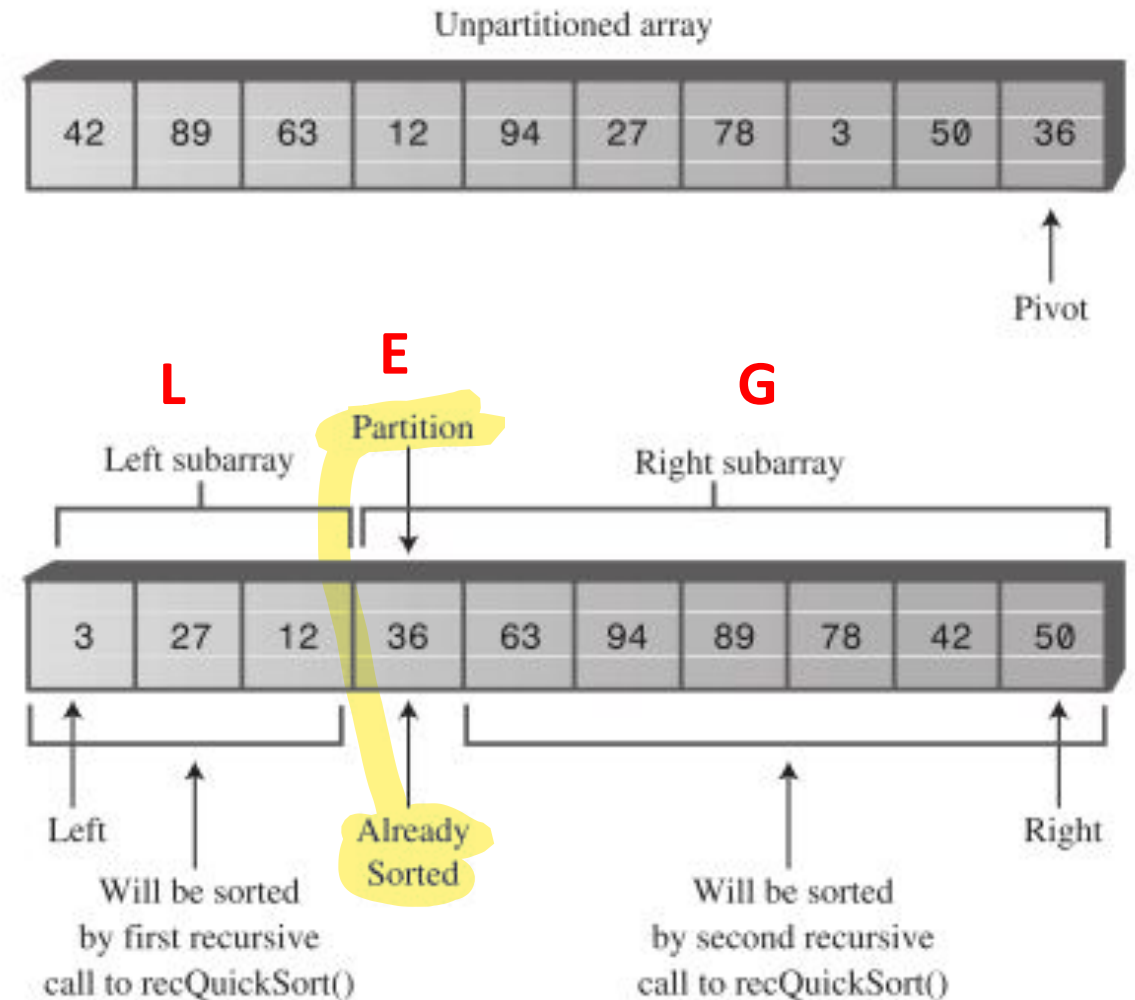 Unpartitioned array
42 89 63 12 94 27 78 3 50 36
Pivot
L E G
Partition
Left subarray
Right subarray
3 27 12 36 63 94 89 78 42 50
Left
Already
Sorted
Right
Will be sorted
by first recursive
call to recQuickSort()
Will be sorted
by second recursive
call to recQuickSort()